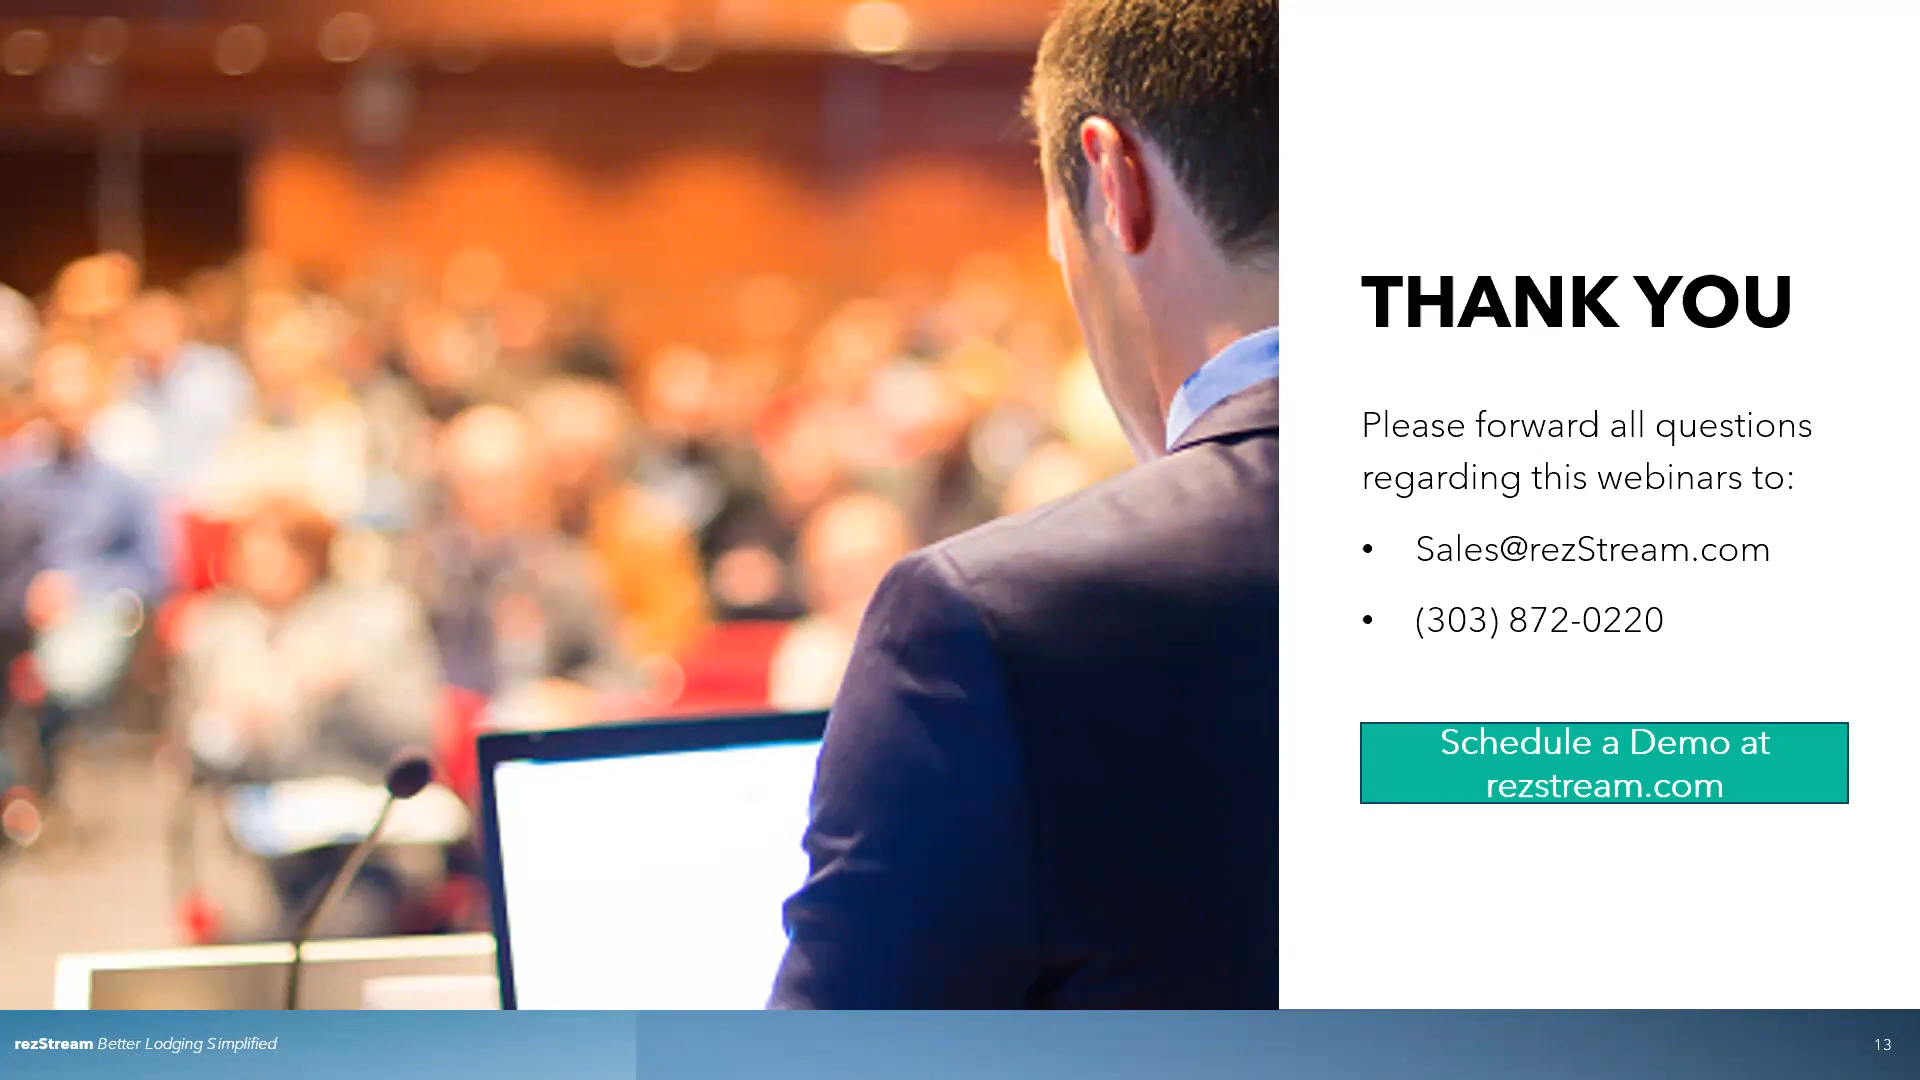 THANK YOU
Please forward all questions
regarding this webinars to:
• Sales@rezStream.com
• (303) 872-0220
Schedule a Demo at
rezstream.com
rezStream Better Lodging Simplified
13